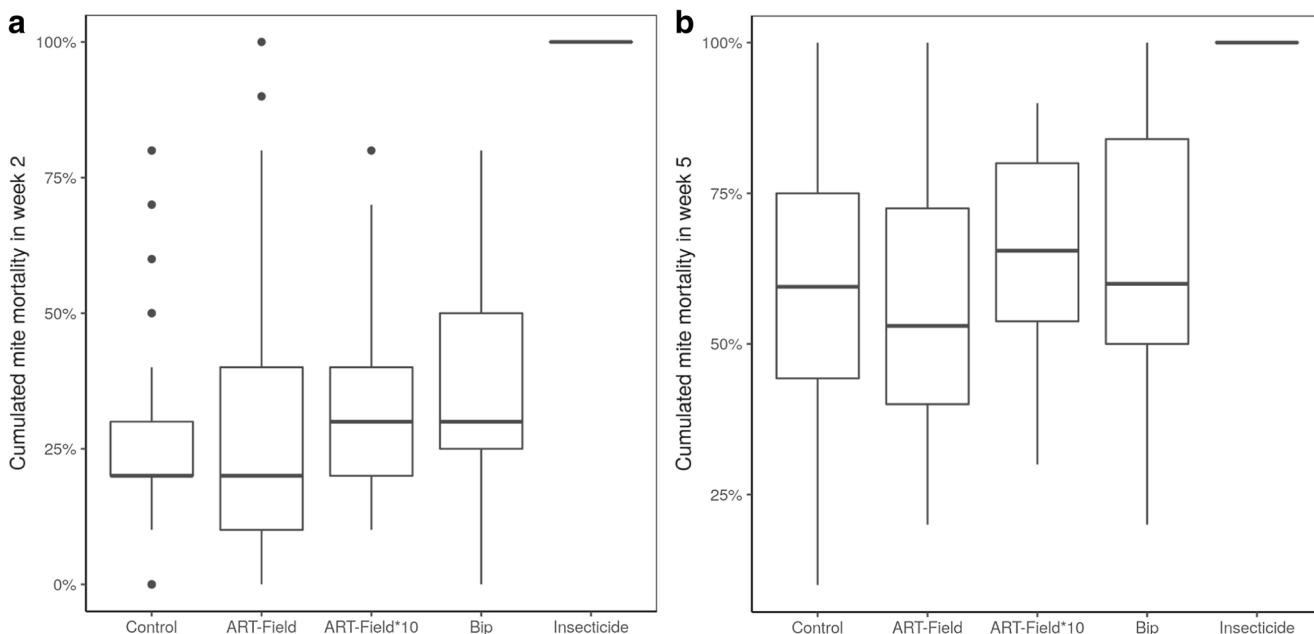 a
Cumulated mite mortality in week 2
100%
75%
50%
25%
0%
Control ART-Field ART-Field*10 Bip Insecticide
b
Cumulated mite mortality in week 5
100%
75%
50%
25%
Control ART-Field ART-Field*10 Bip Insecticide